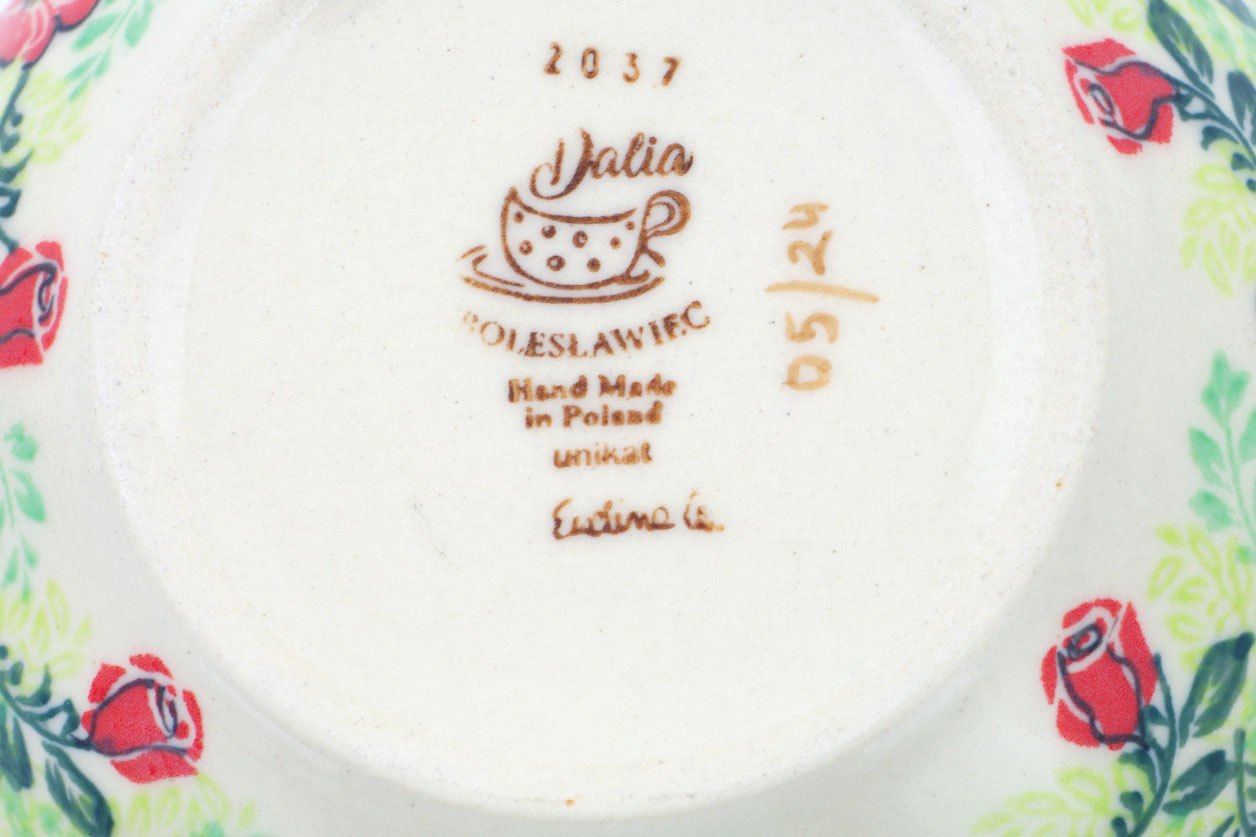 2037
Dalia
BOLESŁAWIEC
Hand Made
in Poland
unikat
05/24